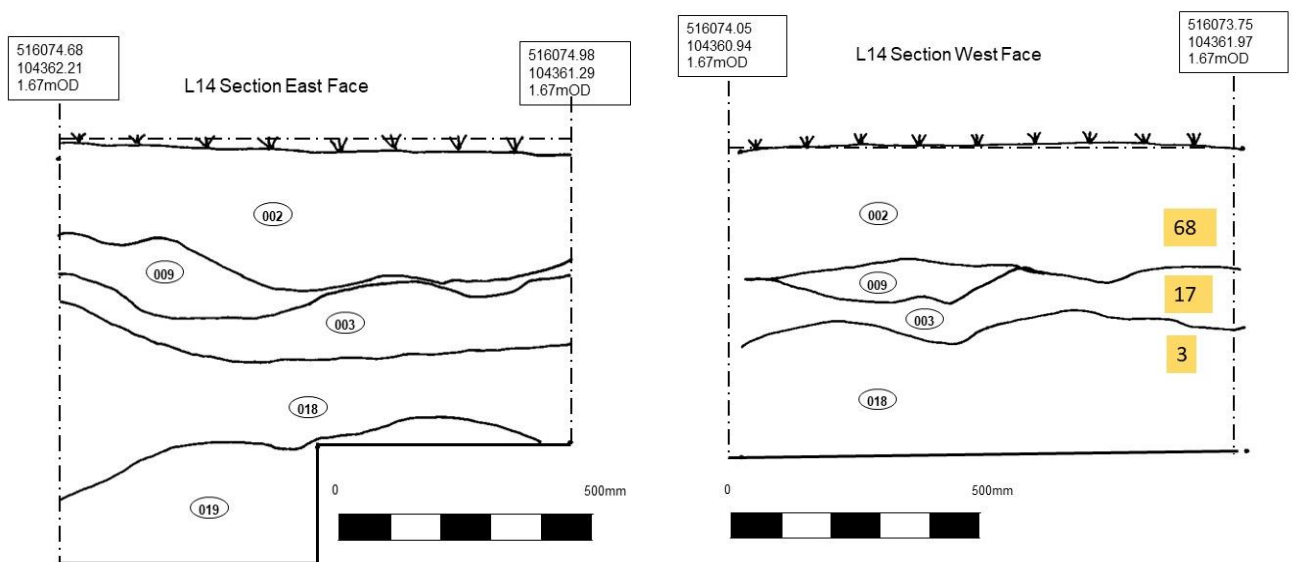 516074.68
104362.21
1.67mOD
L14 Section East Face
516074.98
104361.29
1.67mOD
002
009
003
018
019
0
500mm
516074.05
104360.94
1.67mOD
L14 Section West Face
516073.75
104361.97
1.67mOD
002
68
009
17
003
3
018
0
500mm